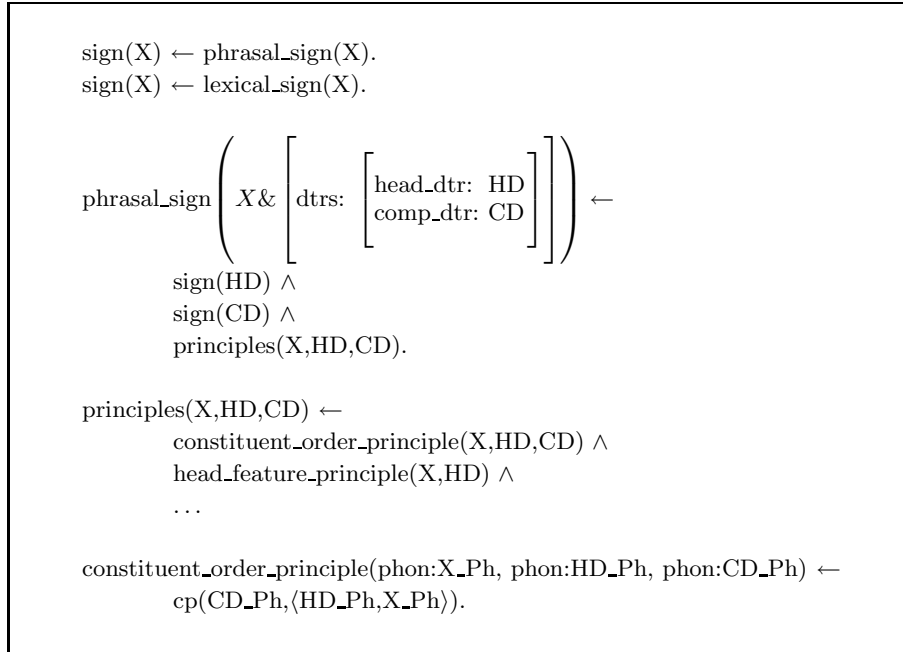 sign(X) ← phrasal_sign(X).
sign(X) ← lexical_sign(X).
phrasal_sign ( X& [ dtrs: [ head_dtr: HD
comp_dtr: CD ] ] ) ←
sign(HD) ∧
sign(CD) ∧
principles(X,HD,CD).
principles(X,HD,CD) ←
constituent_order_principle(X,HD,CD) ∧
head_feature_principle(X,HD) ∧
...
constituent_order_principle(phon:X_Ph, phon:HD_Ph, phon:CD_Ph) ←
cp(CD_Ph,⟨HD_Ph,X_Ph⟩).